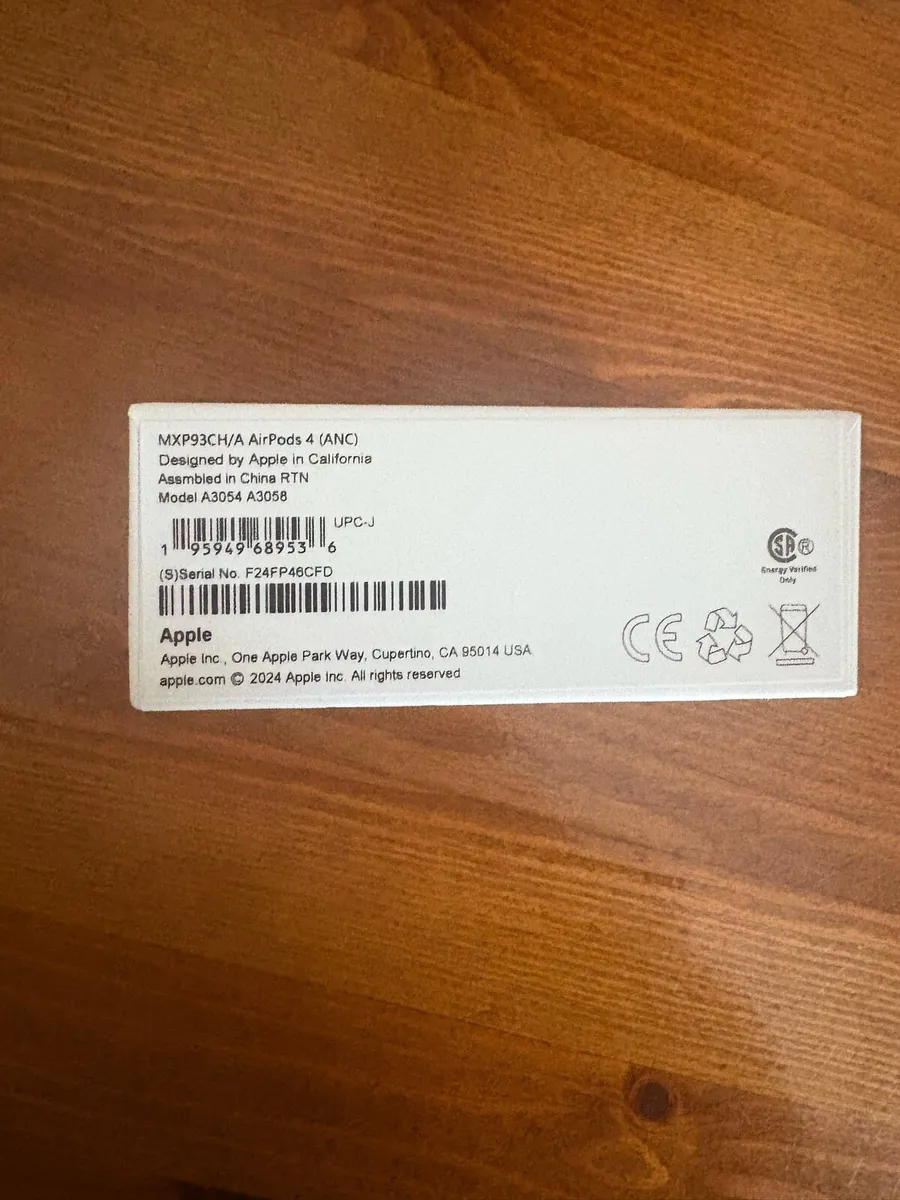 MXP93CH/A AirPods 4 (ANC)
Designed by Apple in California
Assmbled in China RTN
Model A3054 A3058
UPC-J
1 95949 68953 6
(S)Serial No. F24FP46CFD
Apple
Apple Inc., One Apple Park Way, Cupertino, CA 95014 USA
apple.com © 2024 Apple Inc. All rights reserved
SA ®
Energy Verified
Only
CE